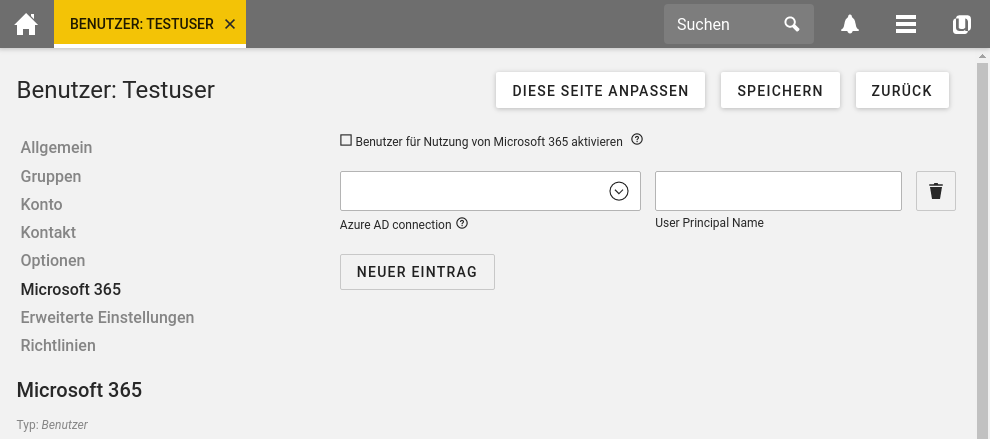 BENUTZER: TESTUSER
Suchen
Benutzer: Testuser
DIESE SEITE ANPASSEN
SPEICHERN
ZURÜCK
Allgemein
Gruppen
Konto
Kontakt
Optionen
Microsoft 365
Erweiterte Einstellungen
Richtlinien
Benutzer für Nutzung von Microsoft 365 aktivieren
Azure AD connection
User Principal Name
NEUER EINTRAG
Microsoft 365
Typ: Benutzer